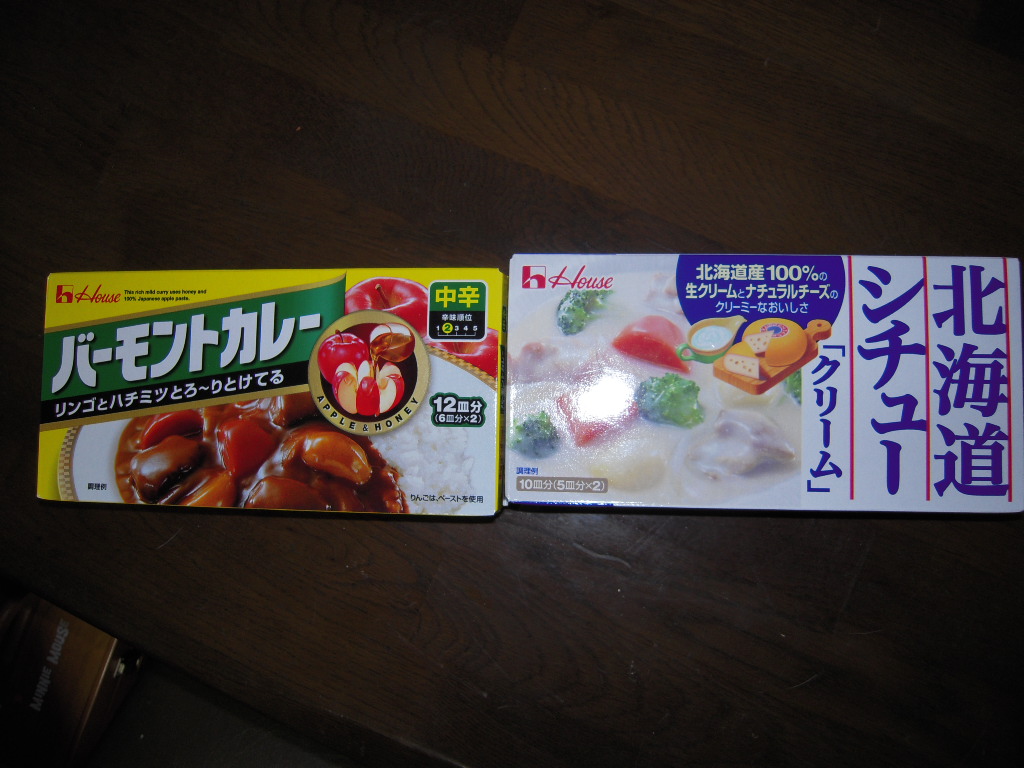 House
This rich mild curry uses honey and
100% Japanese apple paste.
バーモントカレー
リンゴとハチミツとろ～りとけてる
中辛
辛味順位
1 2 3 4 5
APPLE & HONEY
12皿分
(6皿分×2)
調理例
りんごは、ペーストを使用
House
北海道産100%の
生クリームとナチュラルチーズの
クリーミーなおいしさ
北海道
シチュー
「クリーム」
調理例
10皿分(5皿分×2)
MINNIE MOUSE